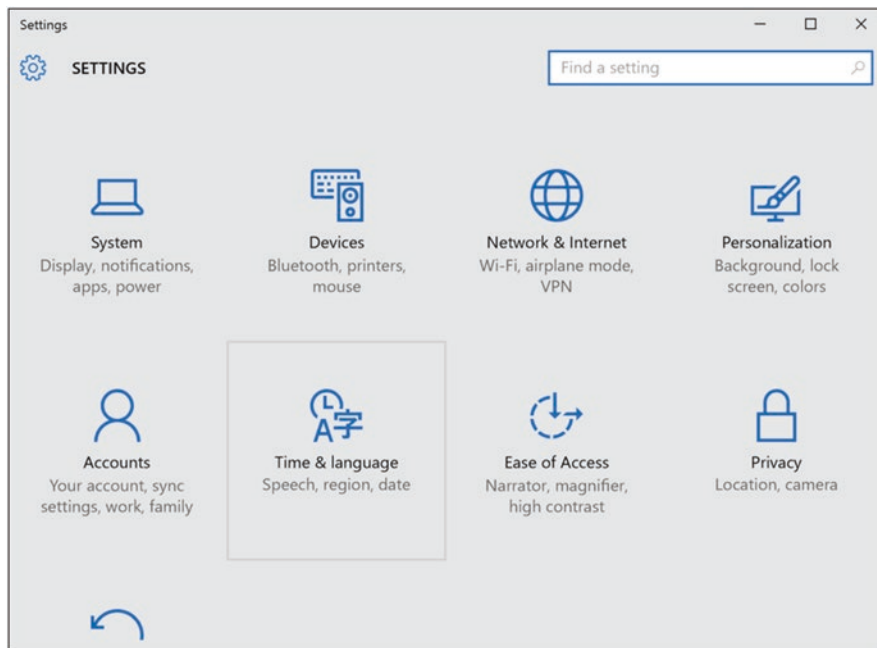 Settings
SETTINGS
Find a setting
System
Display, notifications,
apps, power
Devices
Bluetooth, printers,
mouse
Network & Internet
Wi-Fi, airplane mode,
VPN
Personalization
Background, lock
screen, colors
A字
Accounts
Your account, sync
settings, work, family
Time & language
Speech, region, date
Ease of Access
Narrator, magnifier,
high contrast
Privacy
Location, camera